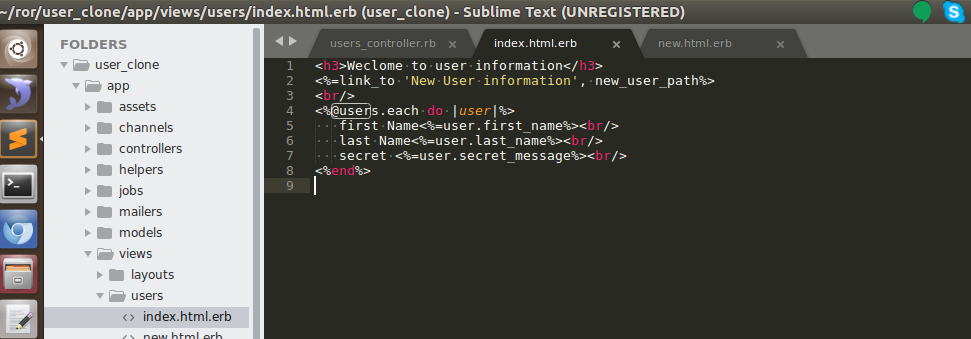 ~/ror/user_clone/app/views/users/index.html.erb (user_clone) - Sublime Text (UNREGISTERED)
FOLDERS
user_clone
app
assets
channels
controllers
helpers
jobs
mailers
models
views
layouts
users
<> index.html.erb
<> new.html.erb
users_controller.rb ×
index.html.erb ×
new.html.erb ×
1 <h3>Weclome to user information</h3>
2 <%=link_to 'New User information', new_user_path%>
3 <br/>
4 <%@users.each do |user|%>
5 first Name<%=user.first_name%><br/>
6 last Name<%=user.last_name%><br/>
7 secret <%=user.secret_message%><br/>
8 <%end%>
9